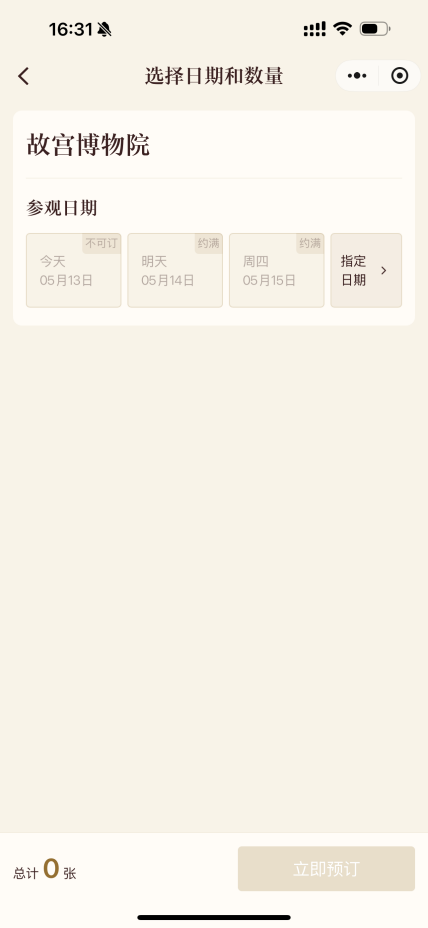 16:31
选择日期和数量
故宫博物院
参观日期
不可订
今天
05月13日
约满
明天
05月14日
约满
周四
05月15日
指定
日期
总计 0 张
立即预订